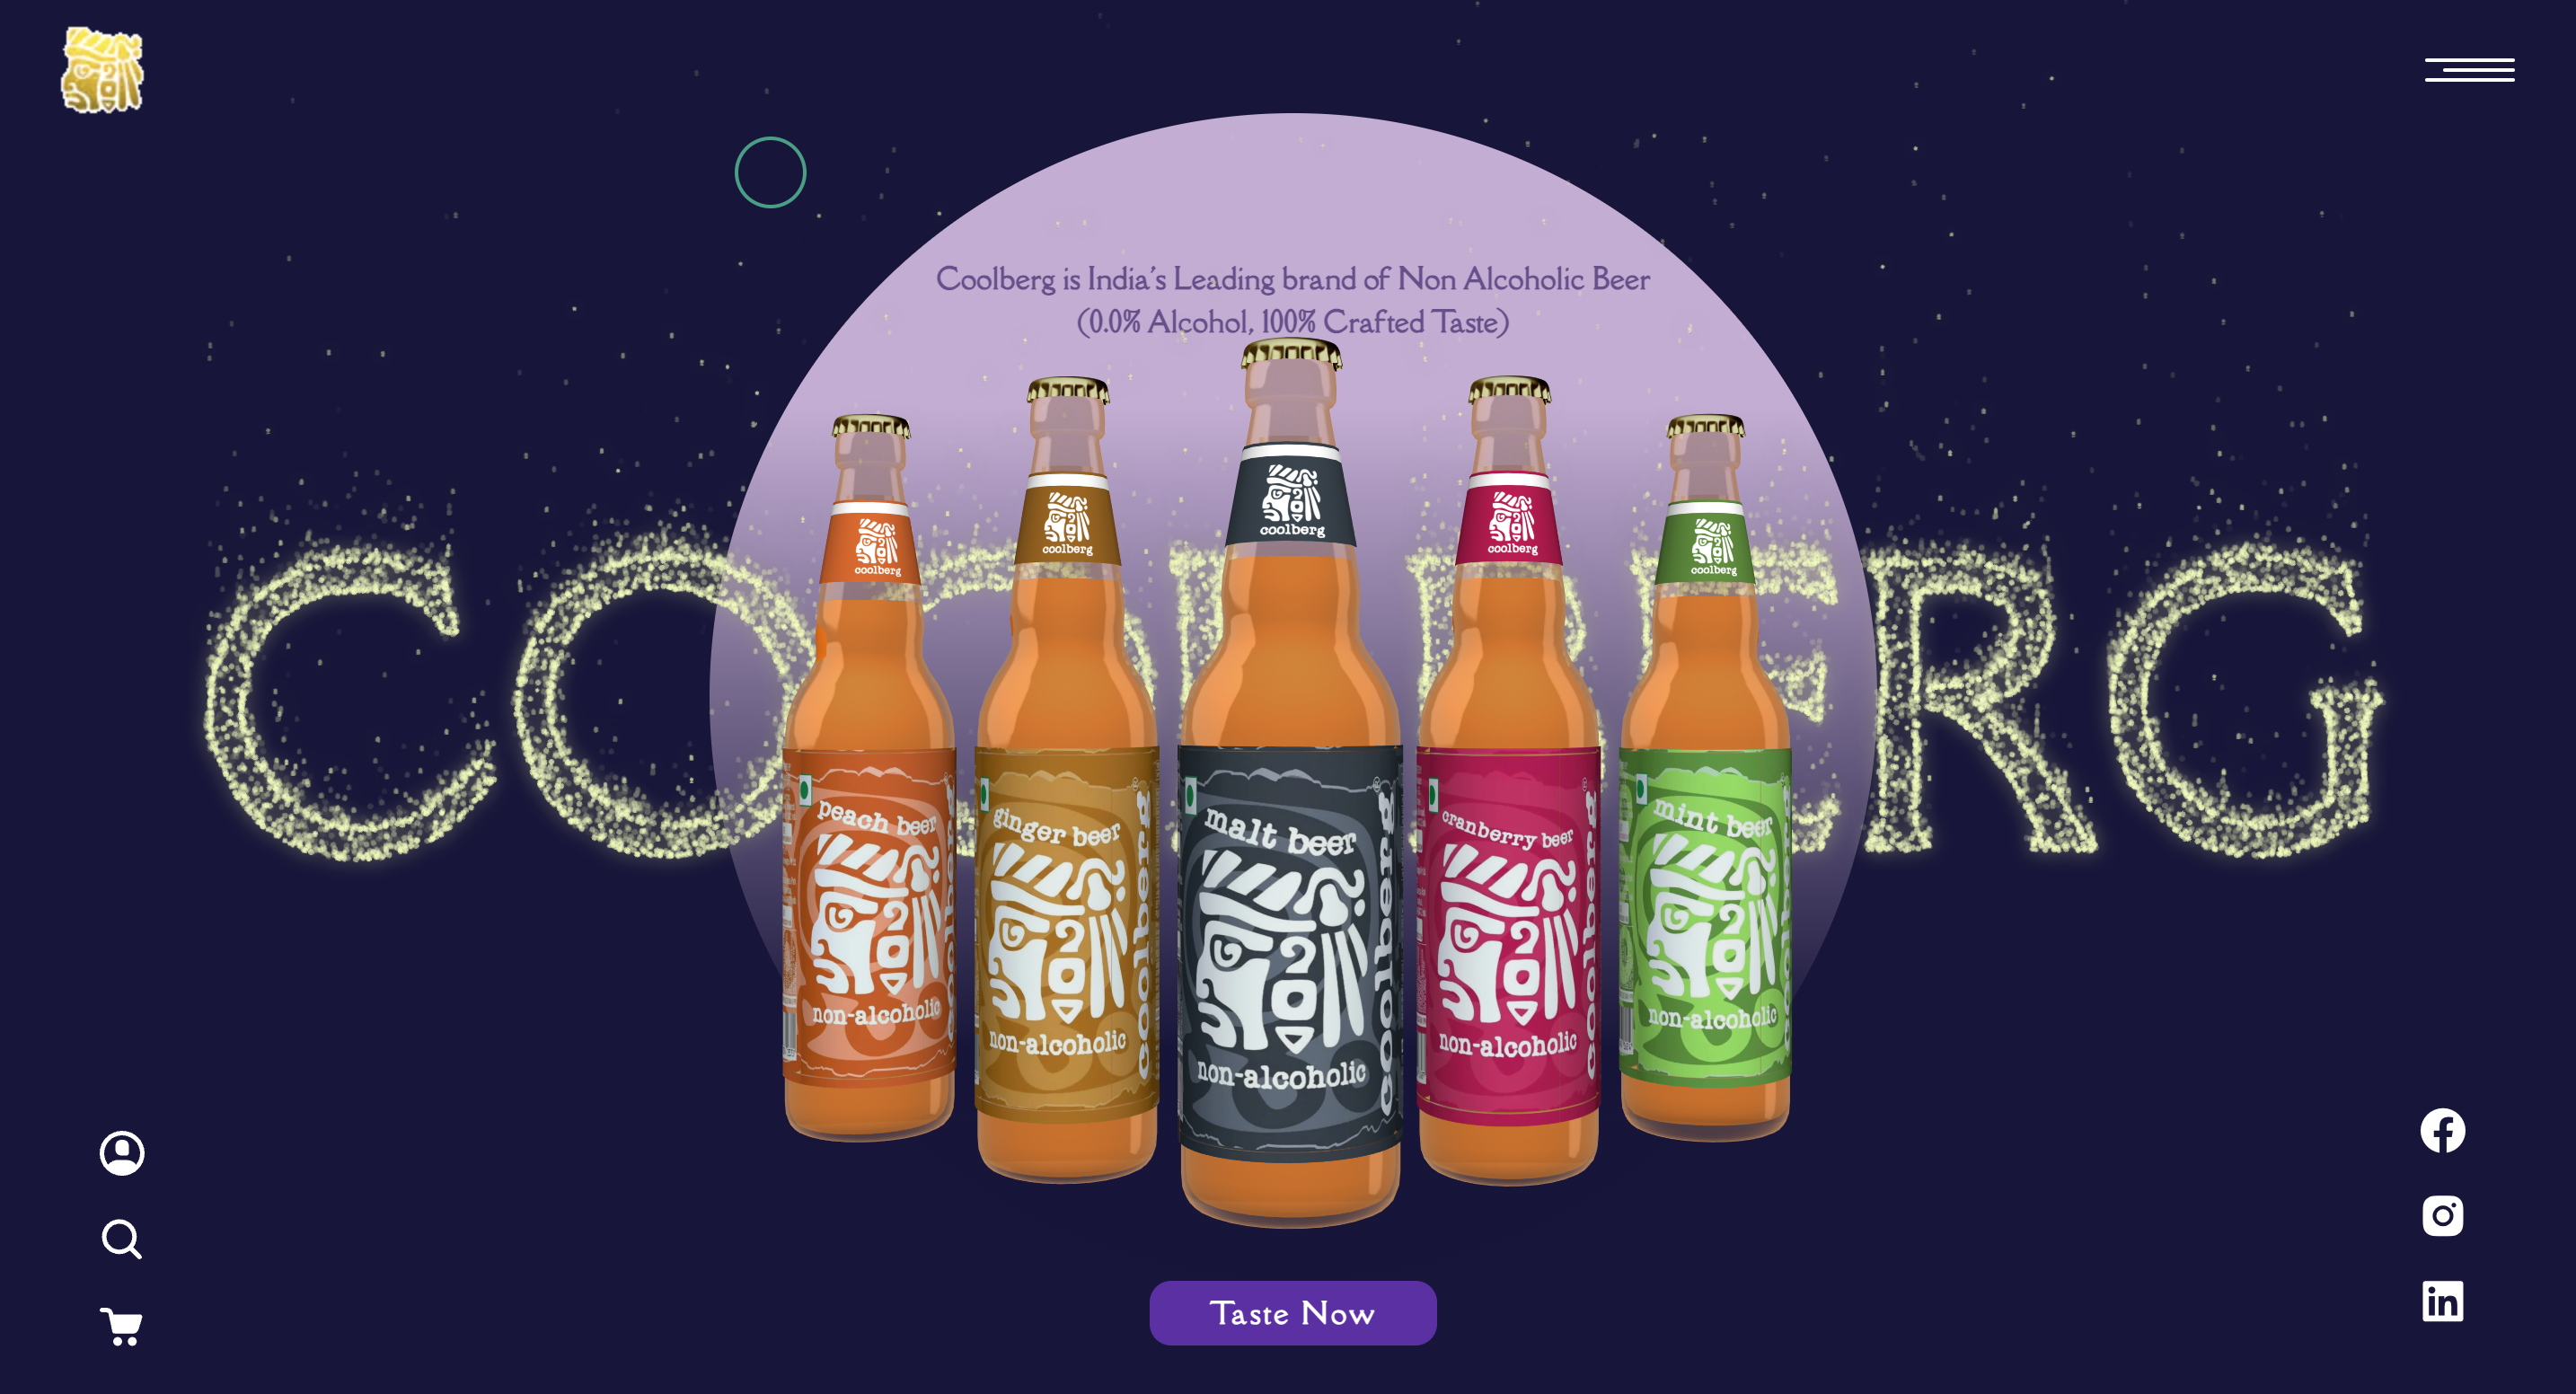 Coolberg is India's Leading brand of Non Alcoholic Beer
(0.0% Alcohol, 100% Crafted Taste)
COOLBERG
coolberg
coolberg
coolberg
coolberg
coolberg
peach beer
non-alcoholic
coolberg
ginger beer
non-alcoholic
coolberg
malt beer
non-alcoholic
coolberg
cranberry beer
non-alcoholic
coolberg
mint beer
non-alcoholic
coolberg
Taste Now